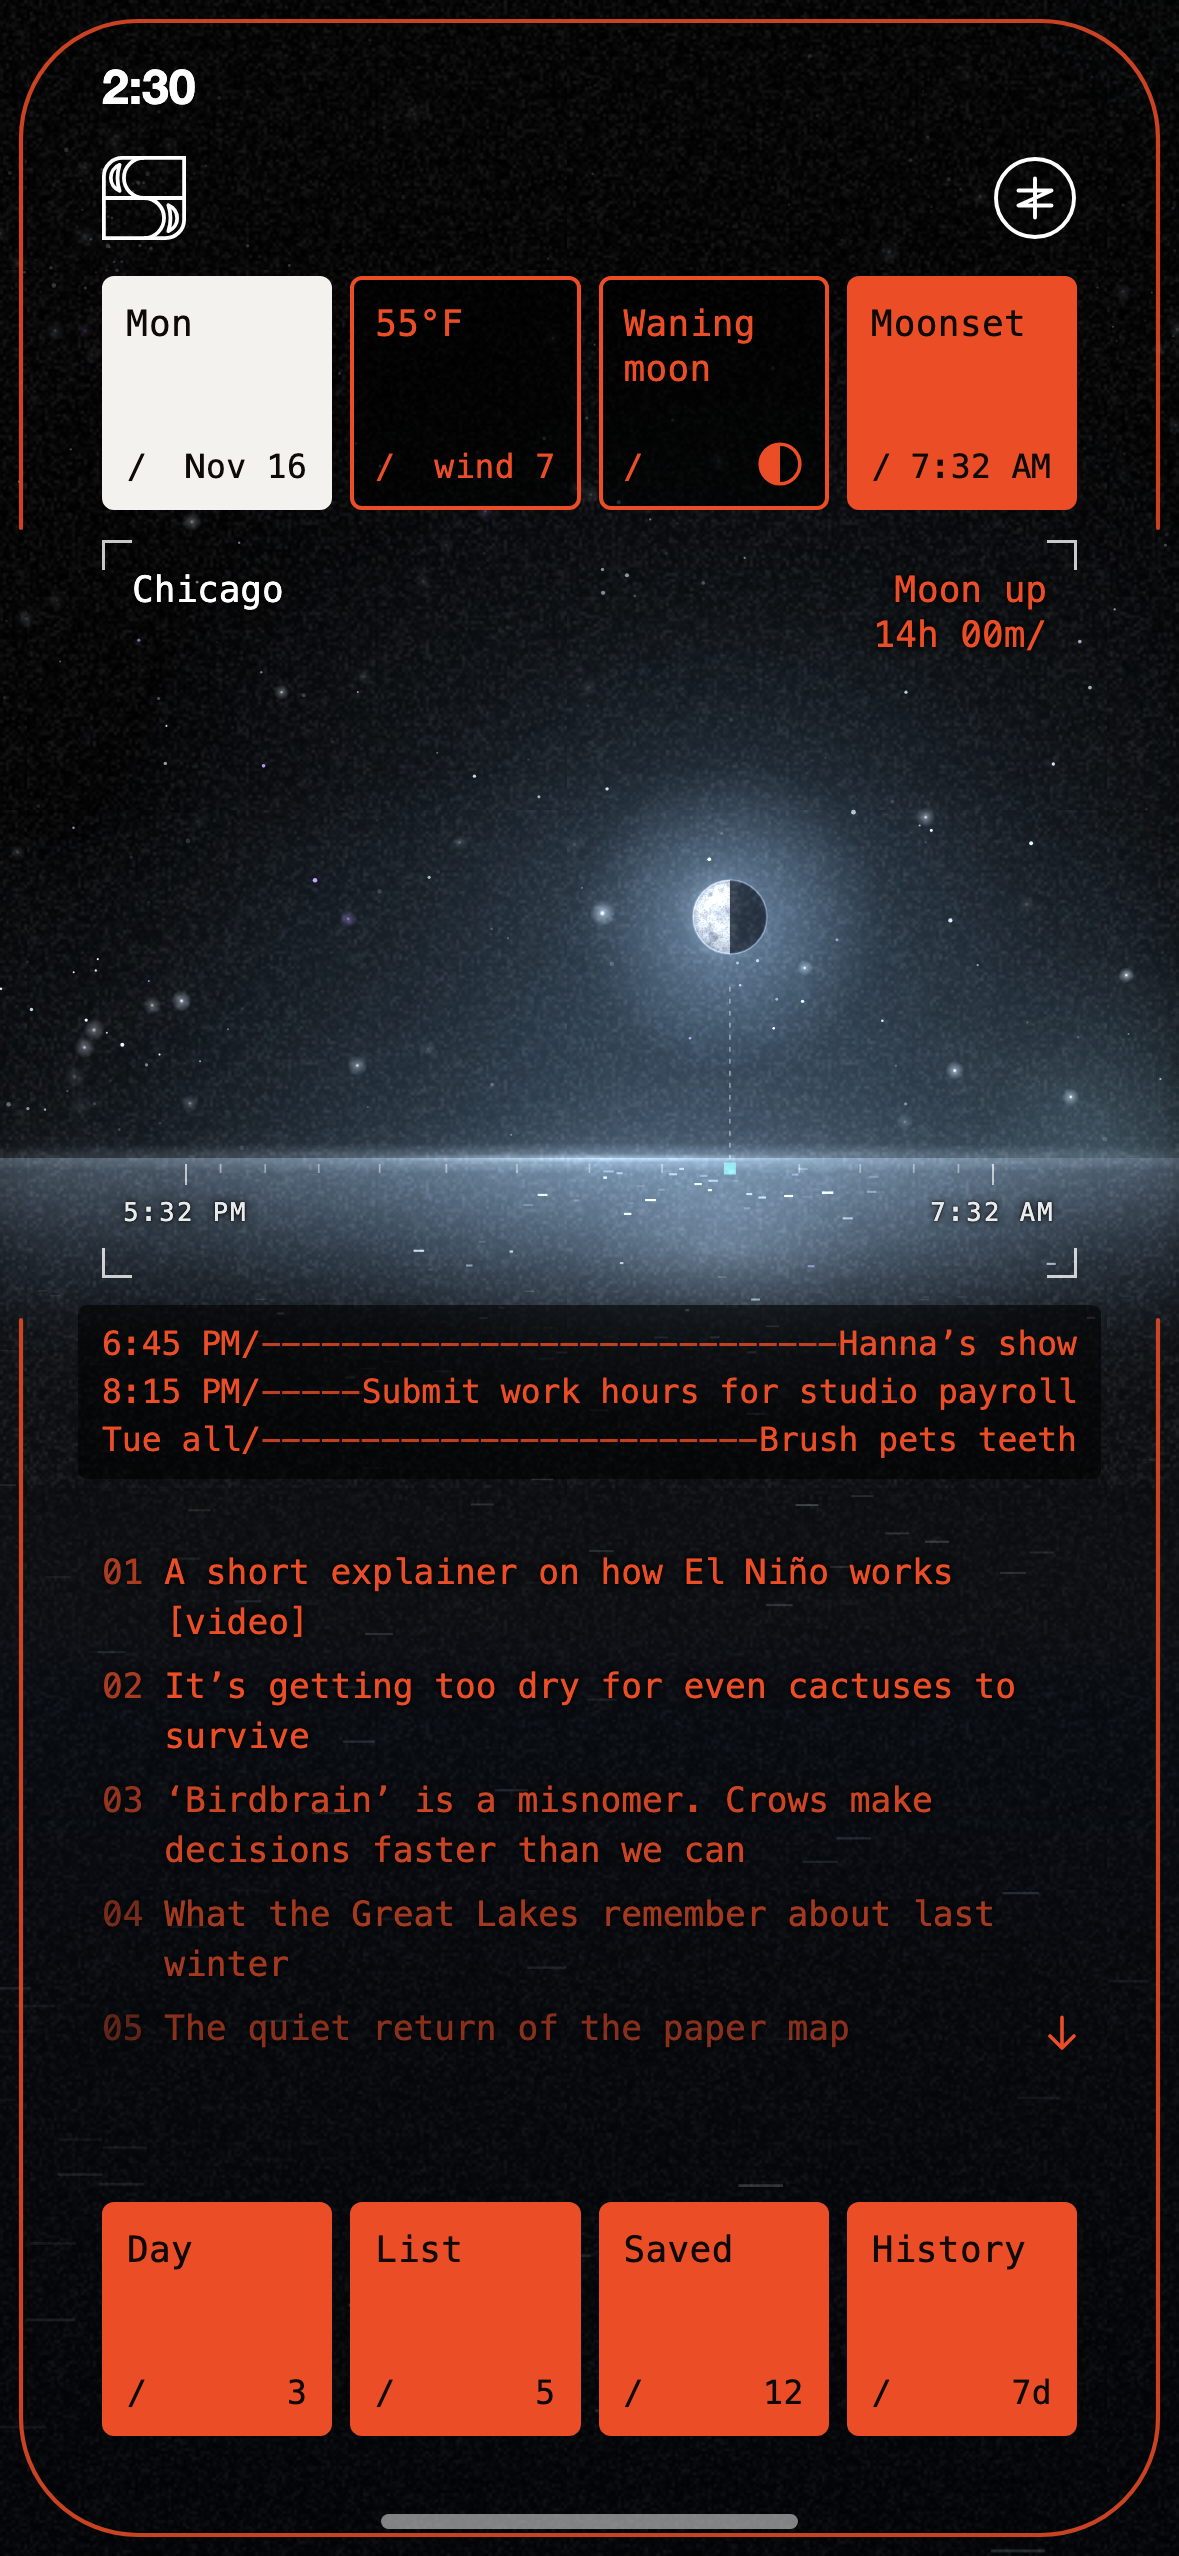 2:30
Mon
/ Nov 16
55°F
/ wind 7
Waning
moon
/
Moonset
/ 7:32 AM
Chicago
Moon up
14h 00m/
5:32 PM
7:32 AM
6:45 PM/—————————————————————————————Hanna’s show
8:15 PM/—————Submit work hours for studio payroll
Tue all/—————————————————————————Brush pets teeth
01 A short explainer on how El Niño works
[video]
02 It’s getting too dry for even cactuses to
survive
03 ‘Birdbrain’ is a misnomer. Crows make
decisions faster than we can
04 What the Great Lakes remember about last
winter
05 The quiet return of the paper map
Day
/ 3
List
/ 5
Saved
/ 12
History
/ 7d